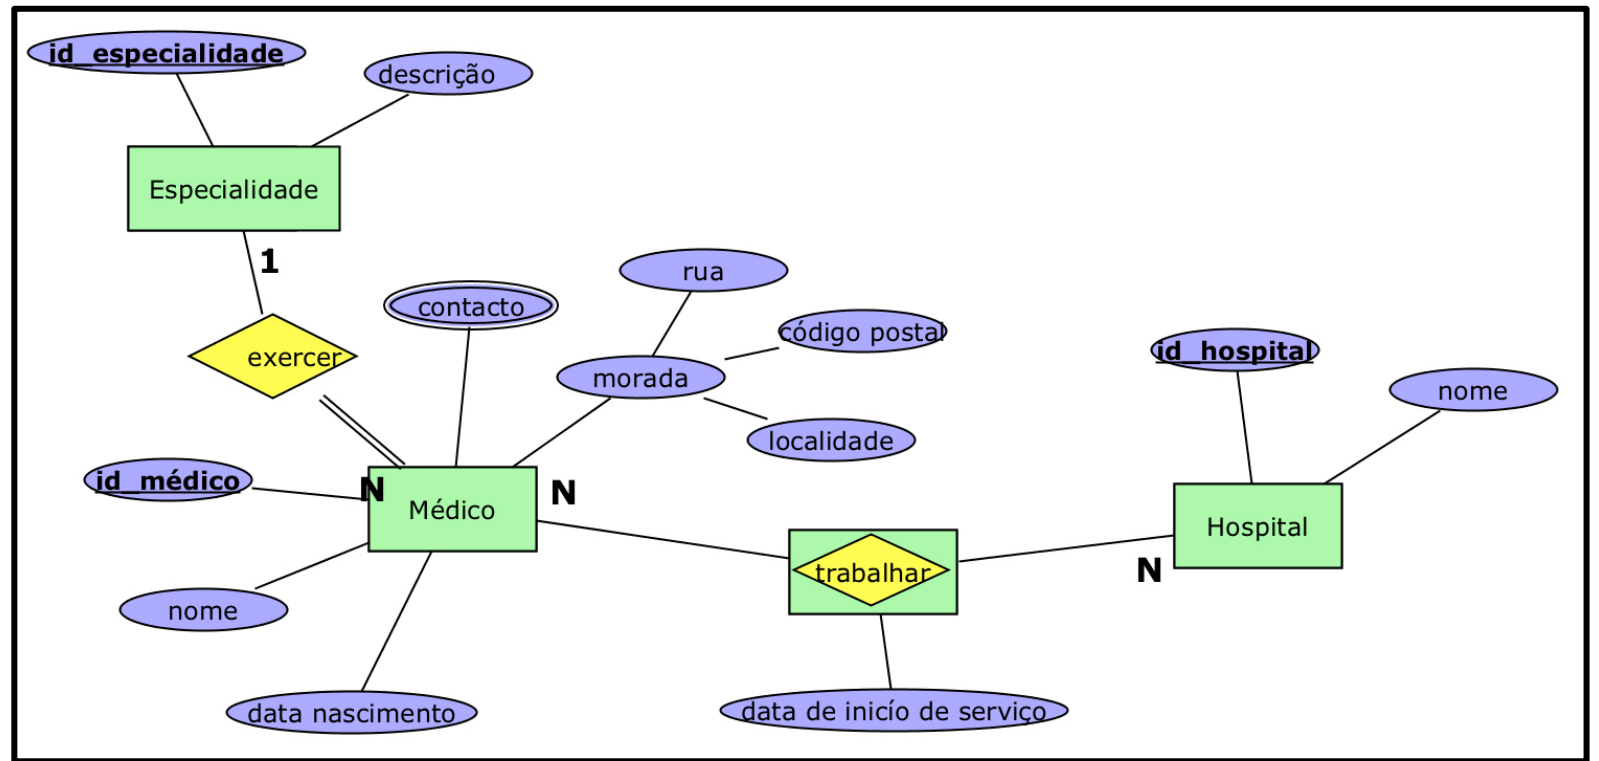 id_especialidade
descrição
Especialidade
1
rua
contacto
código postal
exercer
morada
id_hospital
nome
localidade
id_médico
N
N
Médico
Hospital
trabalhar
N
nome
data nascimento
data de inicío de serviço